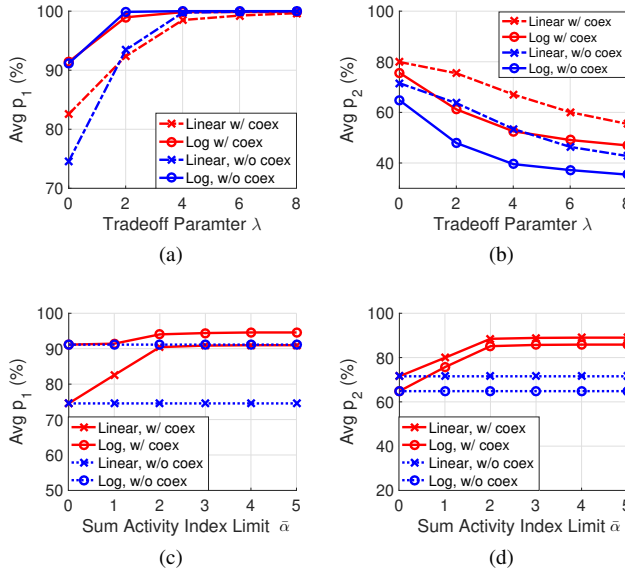 100
90
80
70
Avg p1 (%)
Linear w/ coex
Log w/ coex
Linear, w/o coex
Log, w/o coex
0 2 4 6 8
Tradeoff Paramter λ
(a)
100
80
60
40
Avg p2 (%)
Linear w/ coex
Log w/ coex
Linear, w/o coex
Log, w/o coex
0 2 4 6 8
Tradeoff Paramter λ
(b)
100
90
80
70
60
50
Avg p1 (%)
Linear, w/ coex
Log, w/ coex
Linear, w/o coex
Log, w/o coex
0 1 2 3 4 5
Sum Activity Index Limit ᾱ
(c)
100
80
60
40
20
Avg p2 (%)
Linear, w/ coex
Log, w/ coex
Linear, w/o coex
Log, w/o coex
0 1 2 3 4 5
Sum Activity Index Limit ᾱ
(d)